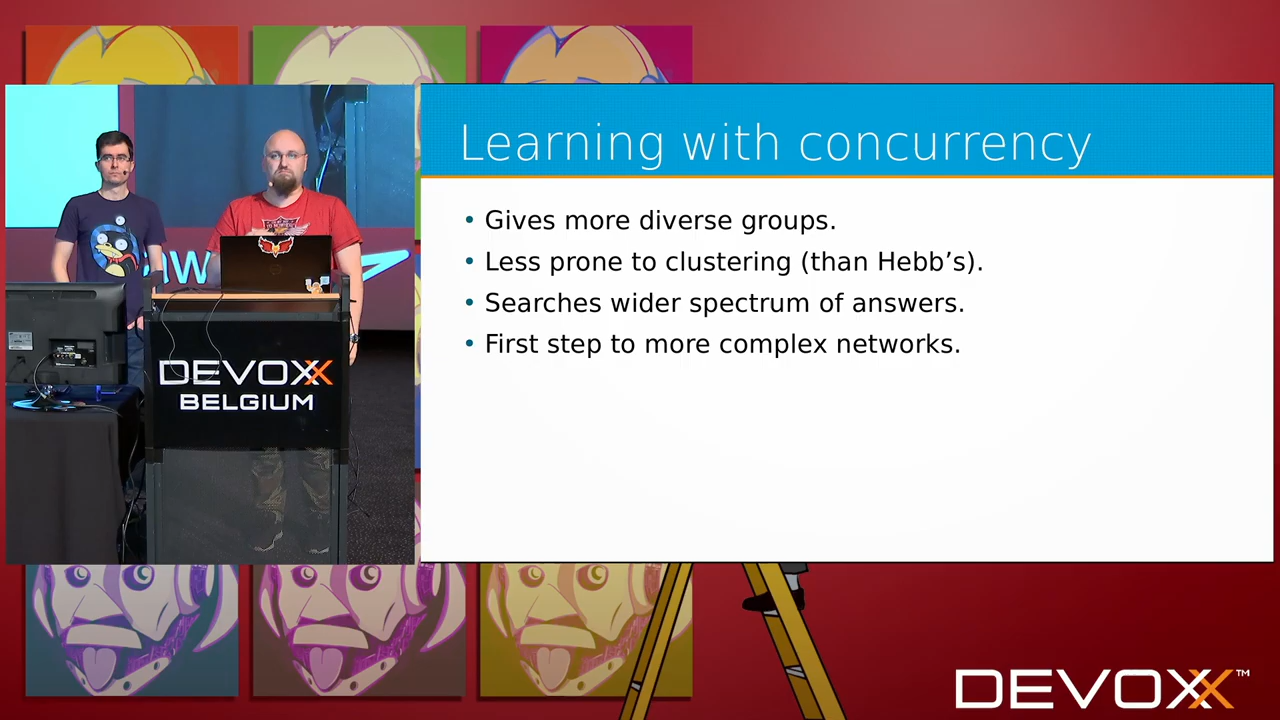 Learning with concurrency
• Gives more diverse groups.
• Less prone to clustering (than Hebb’s).
• Searches wider spectrum of answers.
• First step to more complex networks.
DEVOXX
BELGIUM
DEVOXX™